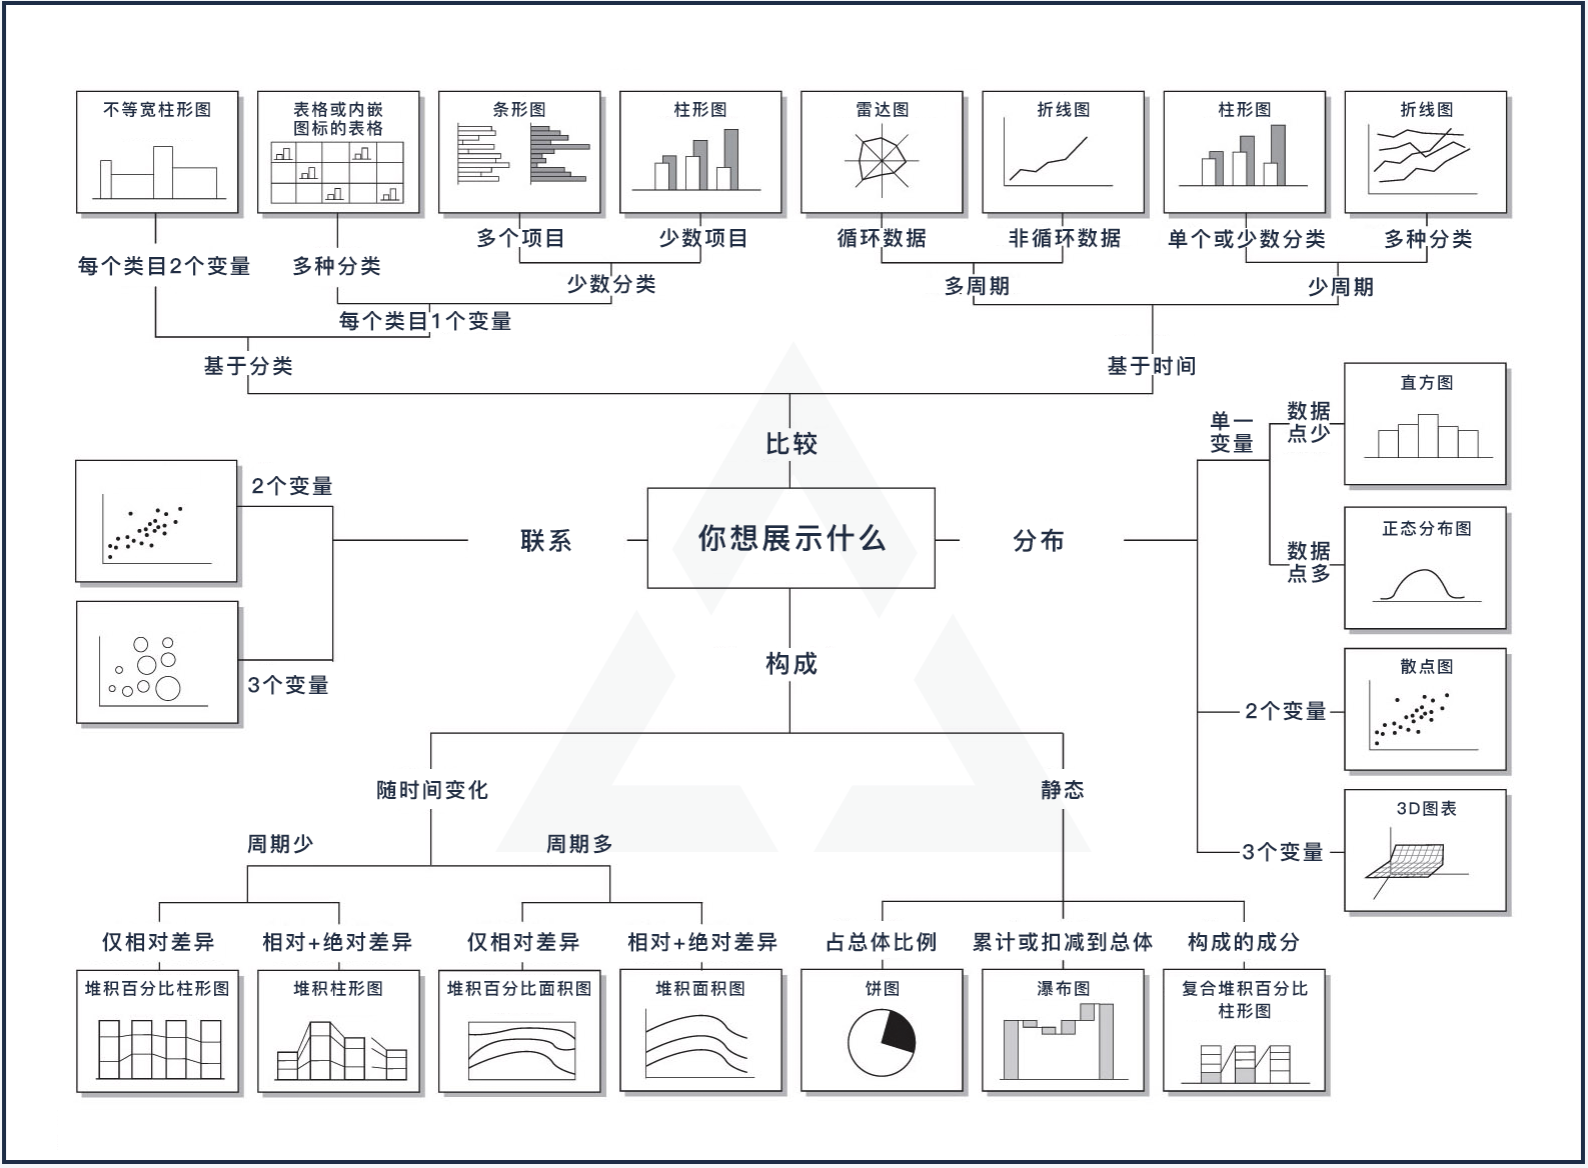 不等宽柱形图
表格或内嵌
图标的表格
条形图
柱形图
雷达图
折线图
柱形图
折线图
多个项目
少数项目
循环数据
非循环数据
单个或少数分类
多种分类
每个类目2个变量
多种分类
少数分类
多周期
少周期
每个类目1个变量
基于分类
基于时间
比较
单一
变量
数据
点少
直方图
2个变量
你想展示什么
联系
分布
数据
点多
正态分布图
3个变量
构成
2个变量
散点图
随时间变化
静态
3个变量
3D图表
周期少
周期多
仅相对差异
相对+绝对差异
仅相对差异
相对+绝对差异
占总体比例
累计或扣减到总体
构成的成分
堆积百分比柱形图
堆积柱形图
堆积百分比面积图
堆积面积图
饼图
瀑布图
复合堆积百分比
柱形图